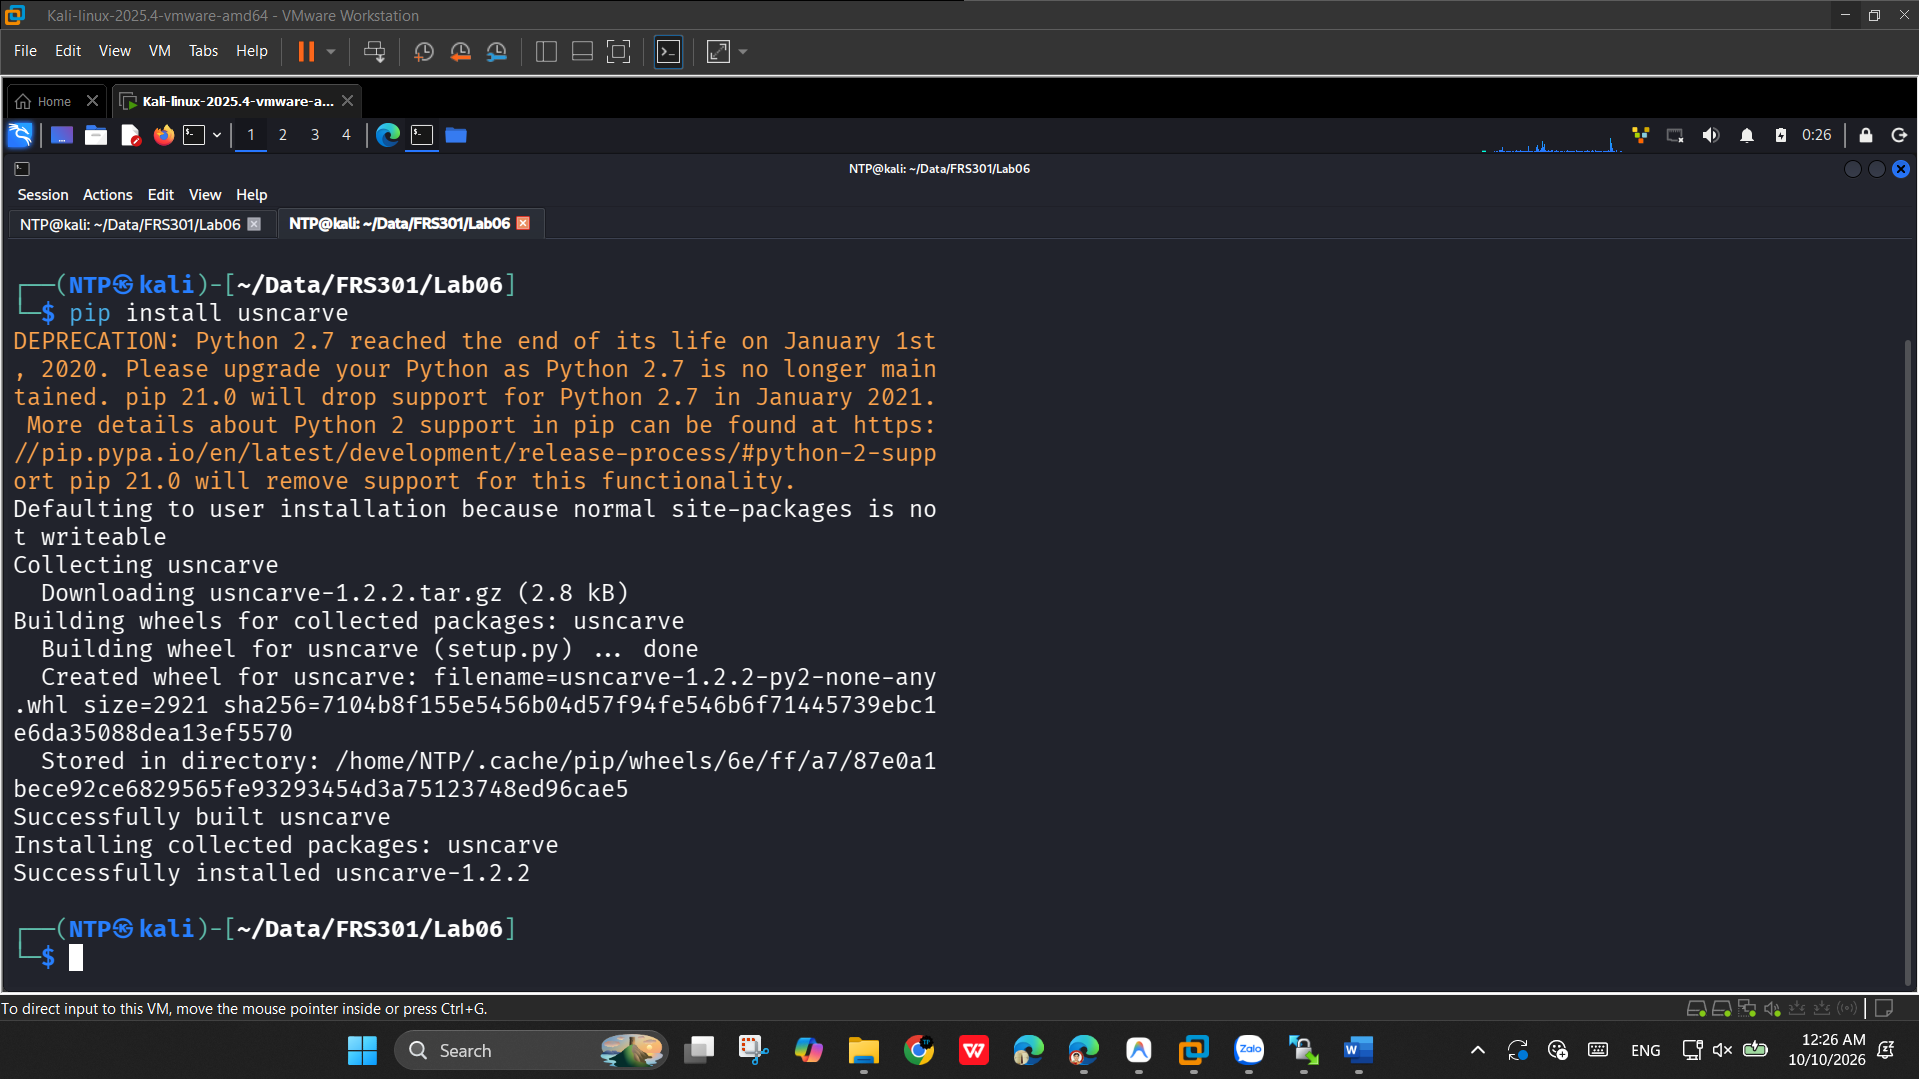 Kali-linux-2025.4-vmware-amd64 - VMware Workstation
File Edit View VM Tabs Help
Home Kali-linux-2025.4-vmware-a...
1 2 3 4 0:26
NTP@kali: ~/Data/FRS301/Lab06
Session Actions Edit View Help
NTP@kali: ~/Data/FRS301/Lab06 NTP@kali: ~/Data/FRS301/Lab06
(NTP㉿kali)-[~/Data/FRS301/Lab06]
$ pip install usncarve
DEPRECATION: Python 2.7 reached the end of its life on January 1st
, 2020. Please upgrade your Python as Python 2.7 is no longer main
tained. pip 21.0 will drop support for Python 2.7 in January 2021.
More details about Python 2 support in pip can be found at https:
//pip.pypa.io/en/latest/development/release-process/#python-2-supp
ort pip 21.0 will remove support for this functionality.
Defaulting to user installation because normal site-packages is no
t writeable
Collecting usncarve
Downloading usncarve-1.2.2.tar.gz (2.8 kB)
Building wheels for collected packages: usncarve
Building wheel for usncarve (setup.py) ... done
Created wheel for usncarve: filename=usncarve-1.2.2-py2-none-any
.whl size=2921 sha256=7104b8f155e5456b04d57f94fe546b6f71445739ebc1
e6da35088dea13ef5570
Stored in directory: /home/NTP/.cache/pip/wheels/6e/ff/a7/87e0a1
bece92ce6829565fe93293454d3a75123748ed96cae5
Successfully built usncarve
Installing collected packages: usncarve
Successfully installed usncarve-1.2.2
(NTP㉿kali)-[~/Data/FRS301/Lab06]
$
To direct input to this VM, move the mouse pointer inside or press Ctrl+G.
Search Zalo ENG 12:26 AM
10/10/2026